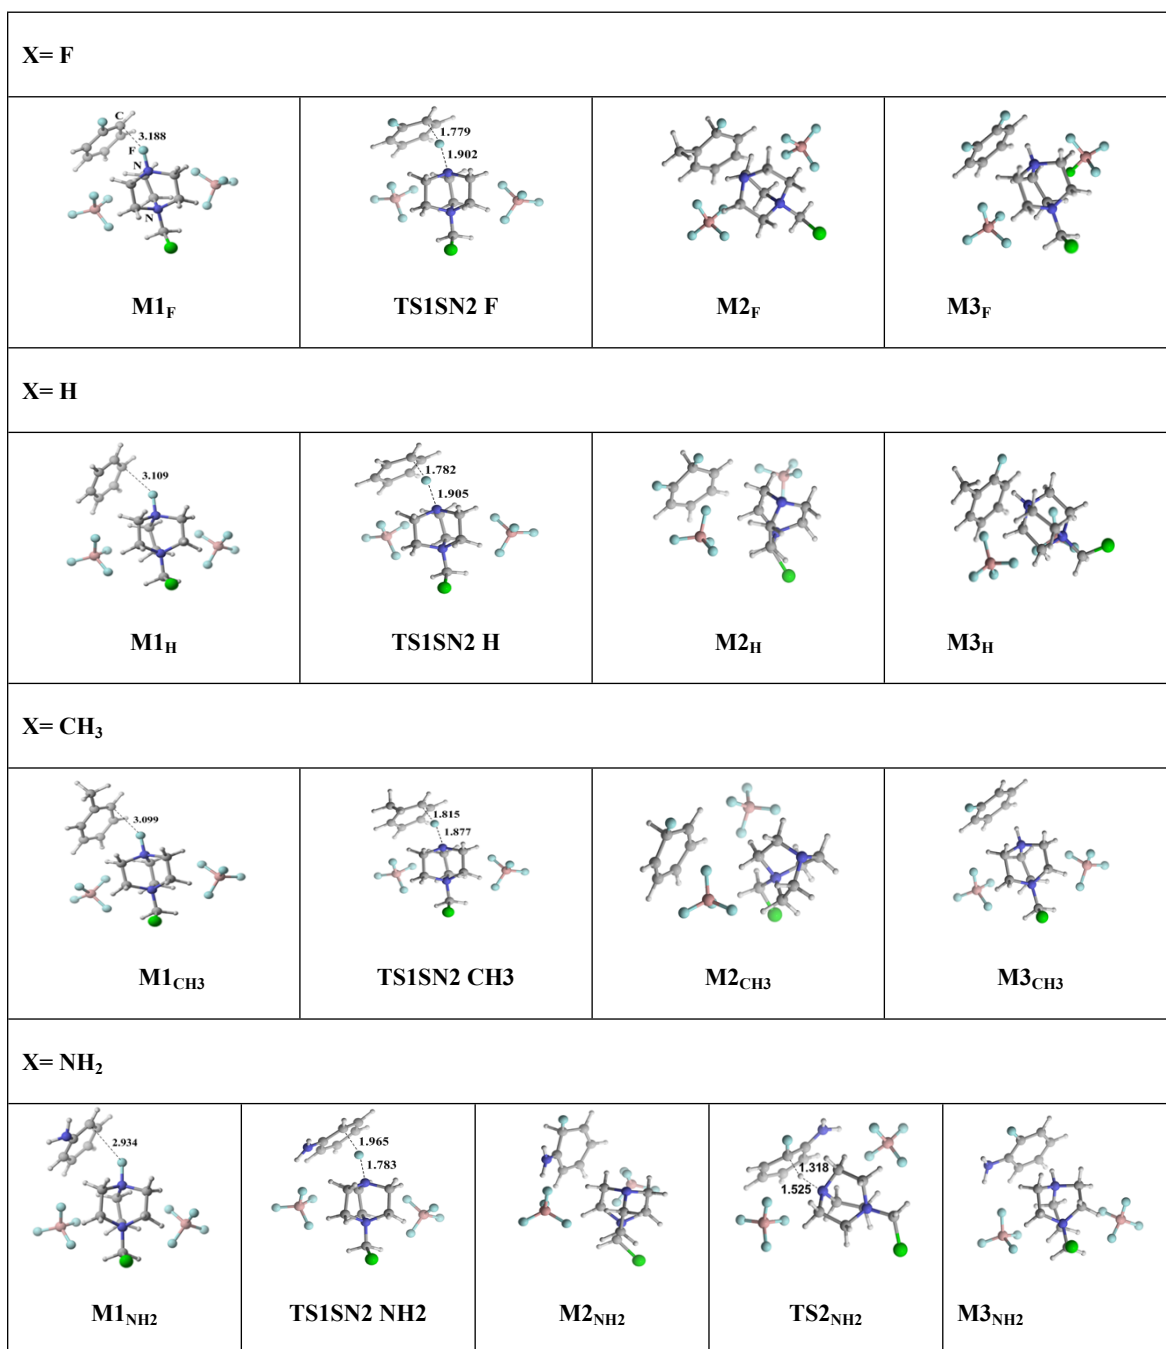 X= F
C
3.188
F
N
N
M1F
1.779
1.902
TS1SN2 F
M2F
M3F
X= H
3.109
M1H
1.782
1.905
TS1SN2 H
M2H
M3H
X= CH3
3.099
M1CH3
1.815
1.877
TS1SN2 CH3
M2CH3
M3CH3
X= NH2
2.934
M1NH2
1.965
1.783
TS1SN2 NH2
M2NH2
1.318
1.525
TS2NH2
M3NH2